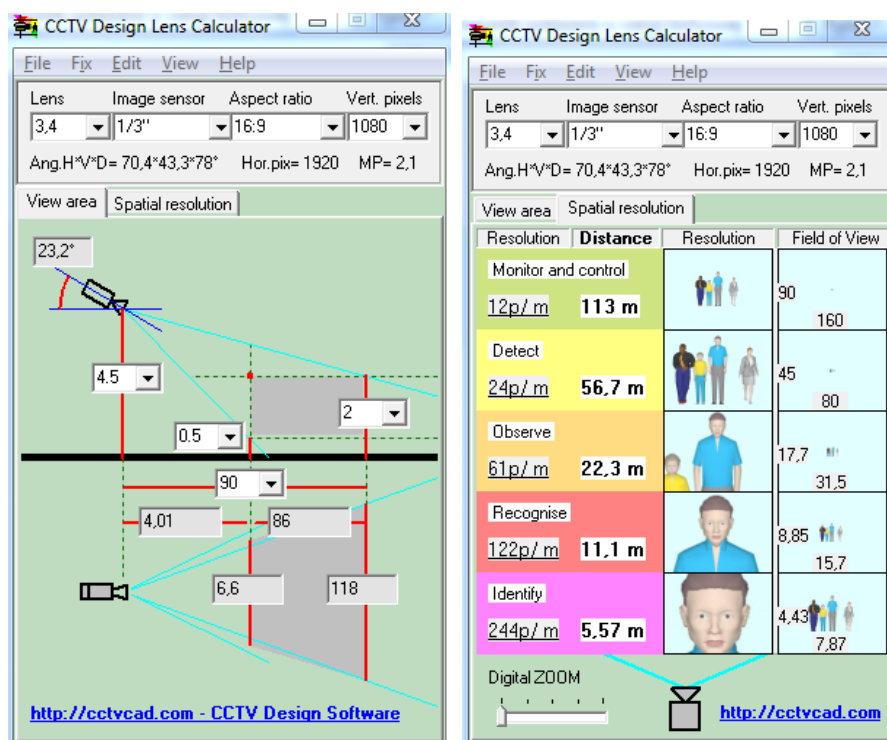 CCTV Design Lens Calculator
File Fix Edit View Help
Lens Image sensor Aspect ratio Vert. pixels
3,4 1/3'' 16:9 1080
Ang.H*V*D= 70,4*43,3*78° Hor.pix= 1920 MP= 2,1
View area Spatial resolution
23,2°
4.5
2
0.5
90
4,01 86
6,6 118
http://cctvcad.com - CCTV Design Software
CCTV Design Lens Calculator
File Fix Edit View Help
Lens Image sensor Aspect ratio Vert. pixels
3,4 1/3'' 16:9 1080
Ang.H*V*D= 70,4*43,3*78° Hor.pix= 1920 MP= 2,1
View area Spatial resolution
Resolution Distance Resolution Field of View
Monitor and control
12p/ m 113 m
90
160
Detect
24p/ m 56,7 m
45
80
Observe
61p/ m 22,3 m
17,7
31,5
Recognise
122p/ m 11,1 m
8,85
15,7
Identify
244p/ m 5,57 m
4,43
7,87
Digital ZOOM
http://cctvcad.com